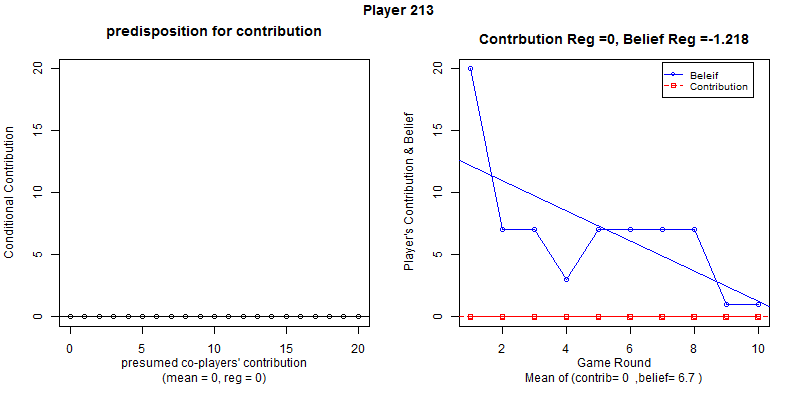 Player 213
predisposition for contribution
Conditional Contribution
20
15
10
5
0
0 5 10 15 20
presumed co-players' contribution
(mean = 0, reg = 0)
Contrbution Reg =0, Belief Reg =-1.218
Player's Contribution & Belief
20
15
10
5
0
Beleif
Contribution
2 4 6 8 10
Game Round
Mean of (contrib= 0 ,belief= 6.7 )